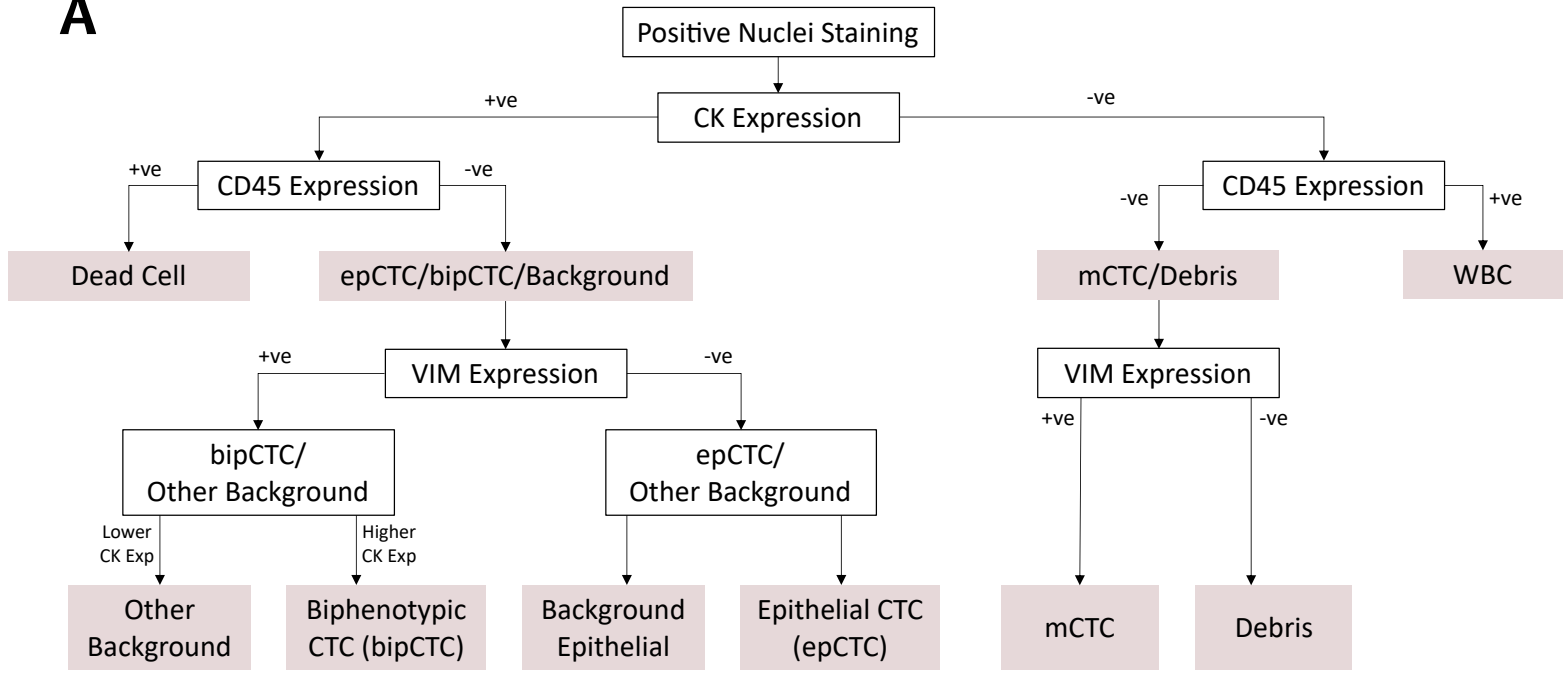 A
Positive Nuclei Staining
+ve
CK Expression
-ve
+ve
CD45 Expression
-ve
-ve
CD45 Expression
+ve
Dead Cell
epCTC/bipCTC/Background
mCTC/Debris
WBC
+ve
VIM Expression
-ve
VIM Expression
+ve
-ve
bipCTC/
Other Background
epCTC/
Other Background
Lower
CK Exp
Higher
CK Exp
Other
Background
Biphenotypic
CTC (bipCTC)
Background
Epithelial
Epithelial CTC
(epCTC)
mCTC
Debris